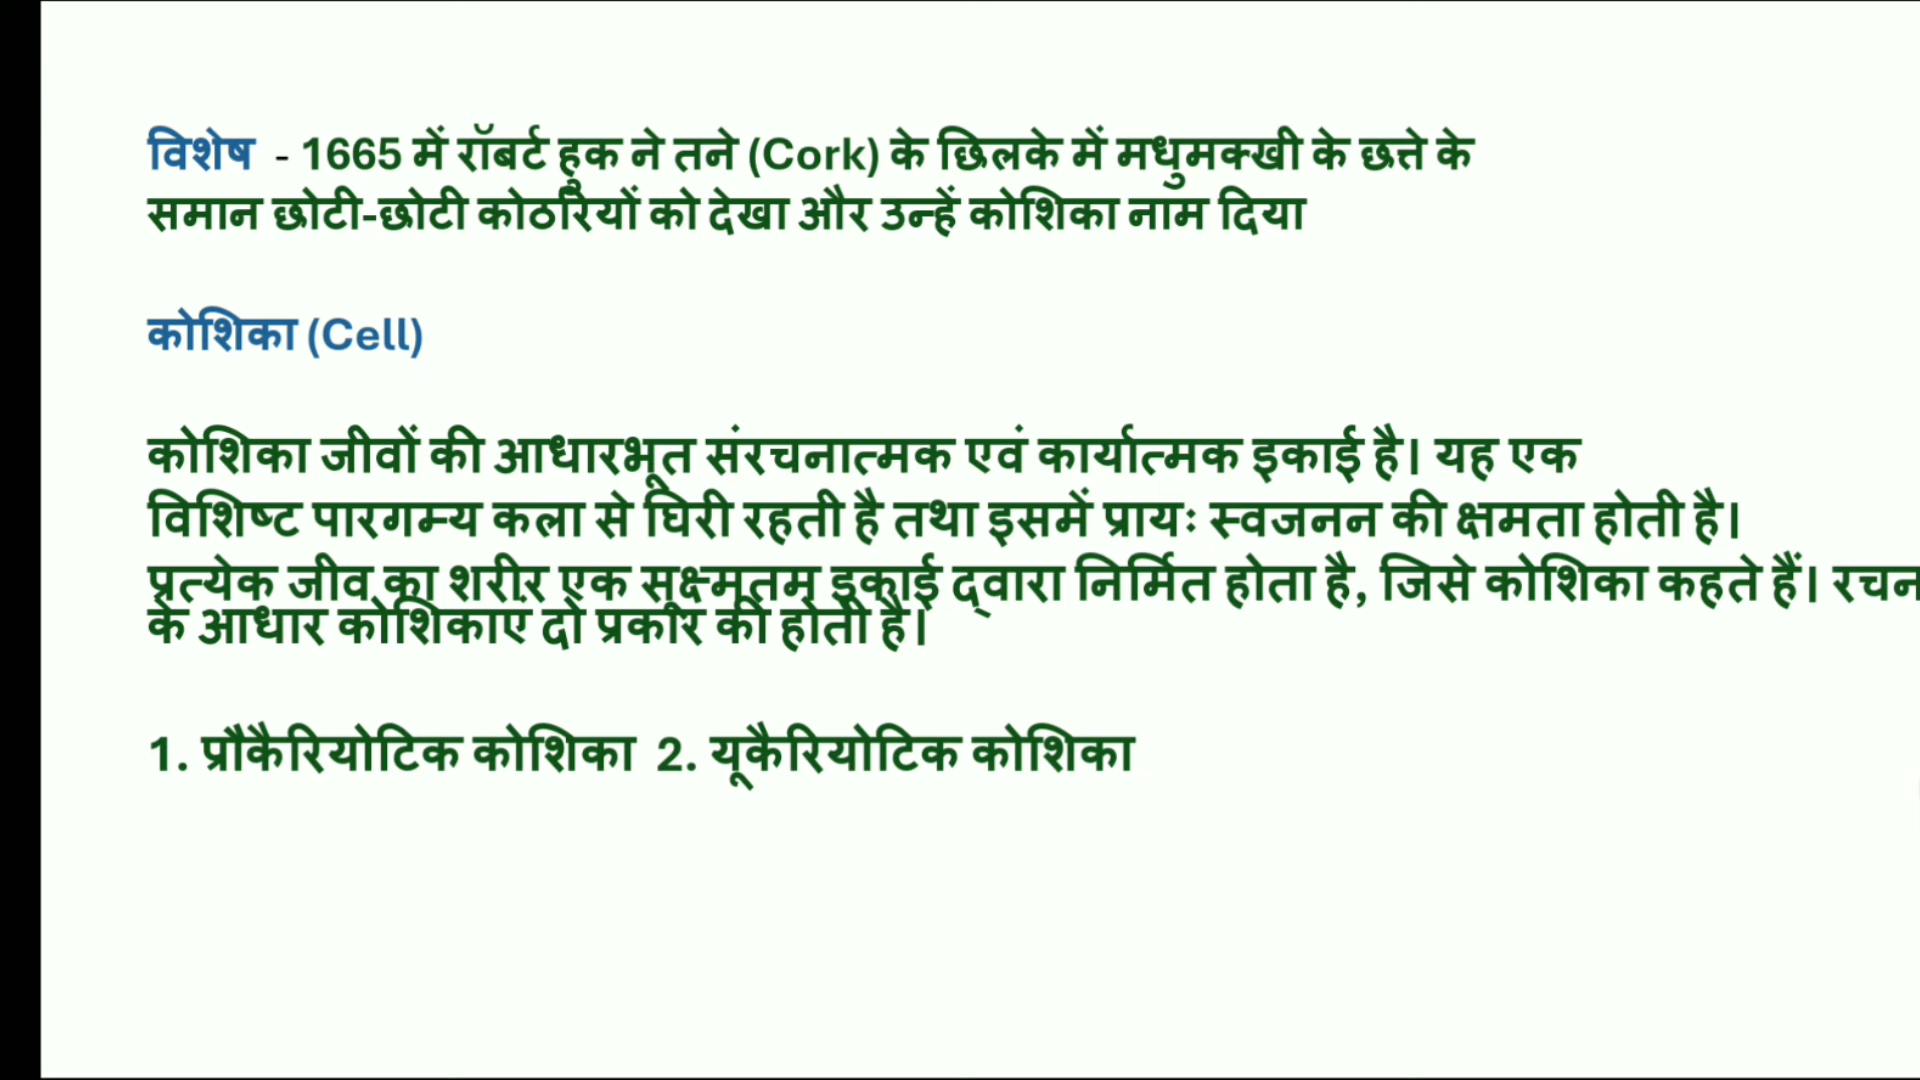 विशेष - 1665 में रॉबर्ट हुक ने तने (Cork) के छिलके में मधुमक्खी के छत्ते के
समान छोटी-छोटी कोठरियों को देखा और उन्हें कोशिका नाम दिया
कोशिका (Cell)
कोशिका जीवों की आधारभूत संरचनात्मक एवं कार्यात्मक इकाई है। यह एक
विशिष्ट पारगम्य कला से घिरी रहती है तथा इसमें प्रायः स्वजनन की क्षमता होती है।
प्रत्येक जीव का शरीर एक सूक्ष्मतम इकाई द्वारा निर्मित होता है, जिसे कोशिका कहते हैं।
के आधार कोशिकाएं दो प्रकार की होती है।
1. प्रौकैरियोटिक कोशिका 2. यूकैरियोटिक कोशिका